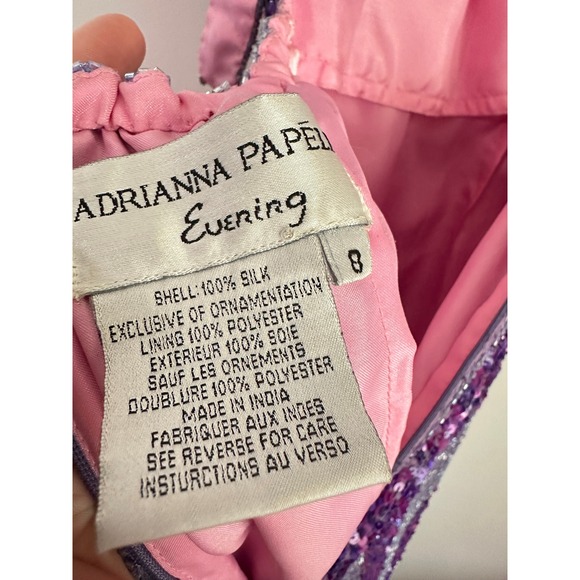 ADRIANNA PAPĒLL
Evening
8
SHELL: 100% SILK
EXCLUSIVE OF ORNAMENTATION
LINING 100% POLYESTER
EXTERIEUR 100% SOIE
SAUF LES ORNEMENTS
DOUBLURE 100% POLYESTER
MADE IN INDIA
FABRIQUER AUX INDES
SEE REVERSE FOR CARE
INSTURCTIONS AU VERSO